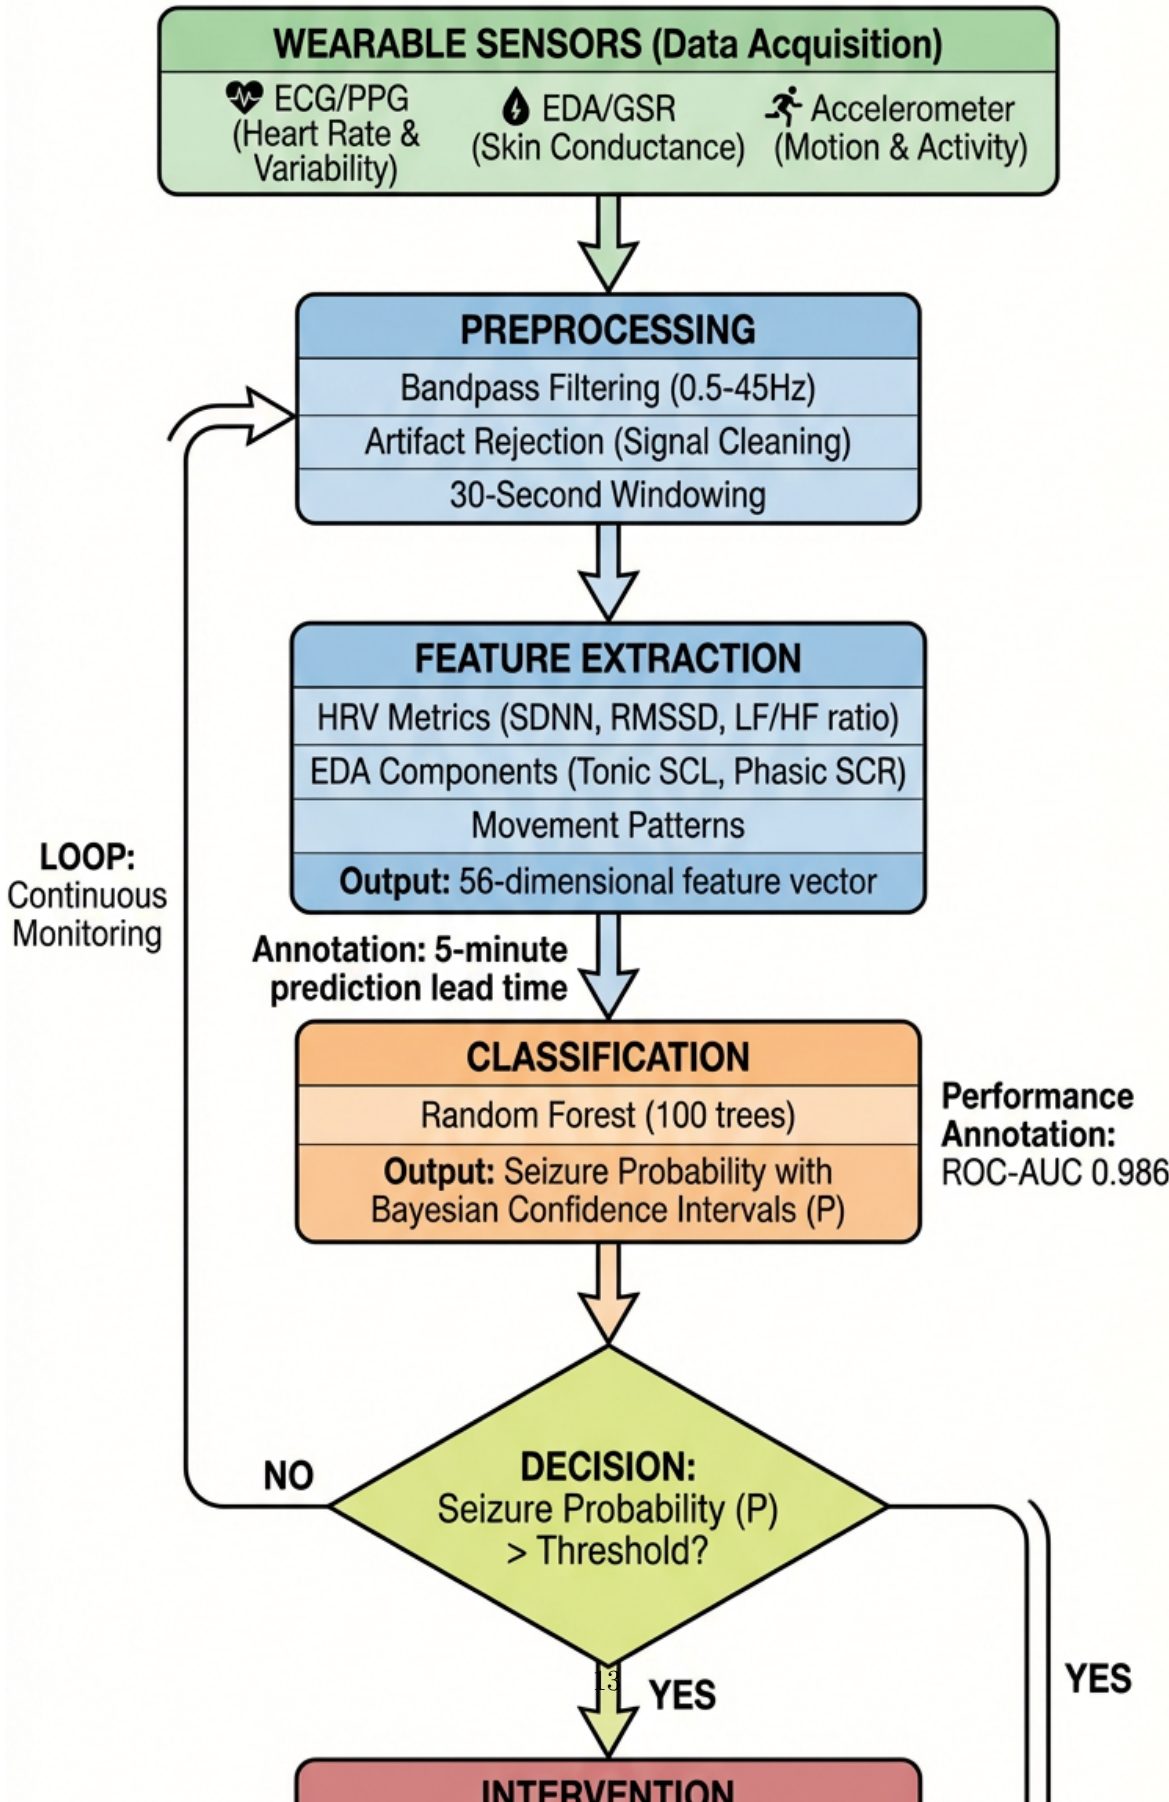 WEARABLE SENSORS (Data Acquisition)
ECG/PPG
(Heart Rate &
Variability)
EDA/GSR
(Skin Conductance)
Accelerometer
(Motion & Activity)
PREPROCESSING
Bandpass Filtering (0.5-45Hz)
Artifact Rejection (Signal Cleaning)
30-Second Windowing
FEATURE EXTRACTION
HRV Metrics (SDNN, RMSSD, LF/HF ratio)
EDA Components (Tonic SCL, Phasic SCR)
Movement Patterns
Output: 56-dimensional feature vector
LOOP:
Continuous
Monitoring
Annotation: 5-minute
prediction lead time
CLASSIFICATION
Random Forest (100 trees)
Output: Seizure Probability with
Bayesian Confidence Intervals (P)
Performance
Annotation:
ROC-AUC 0.986
NO
DECISION:
Seizure Probability (P)
> Threshold?
13
YES
YES
INTERVENTION